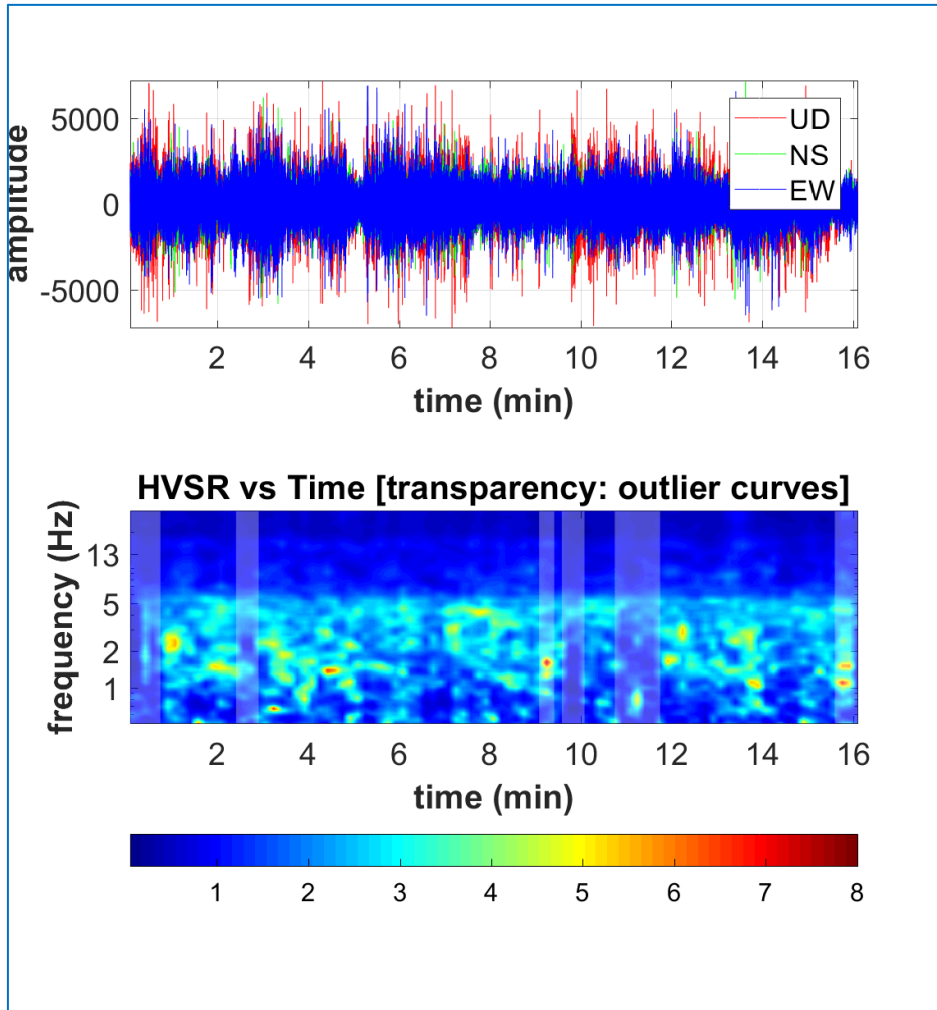 amplitude
5000
0
-5000
UD
NS
EW
2 4 6 8 10 12 14 16
time (min)
HVSR vs Time [transparency: outlier curves]
frequency (Hz)
13
5
2
1
2 4 6 8 10 12 14 16
time (min)
1 2 3 4 5 6 7 8